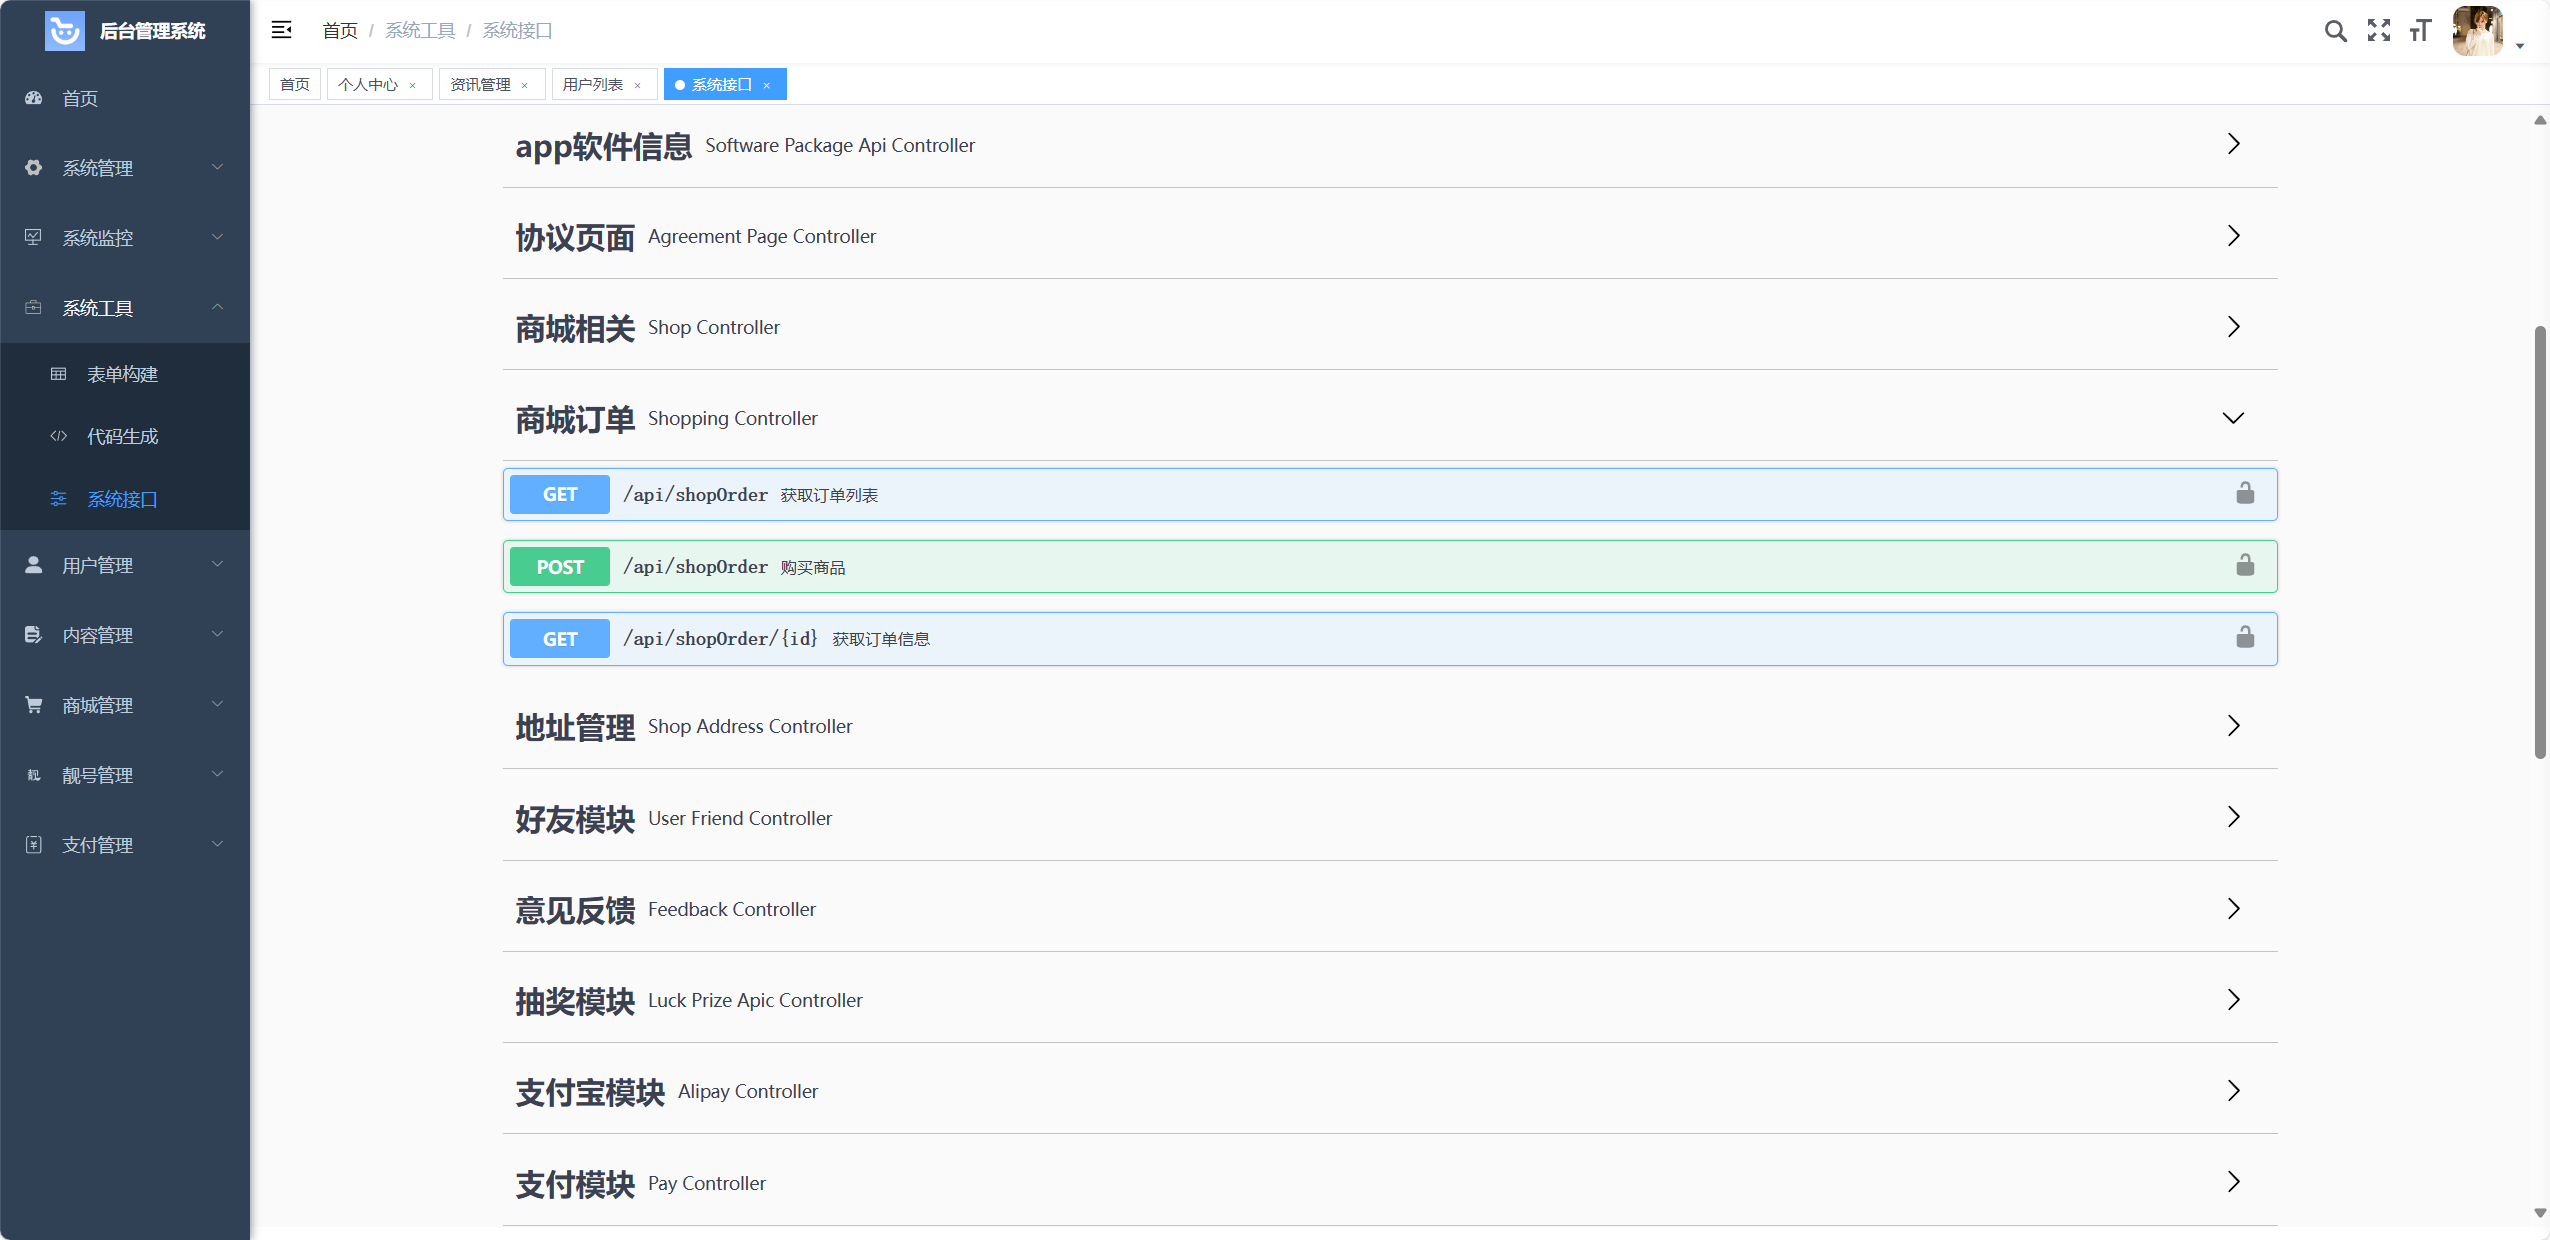 后台管理系统
首页
系统管理
系统监控
系统工具
表单构建
代码生成
系统接口
用户管理
内容管理
商城管理
靓号管理
支付管理
首页 / 系统工具 / 系统接口
首页 个人中心 × 资讯管理 × 用户列表 × 系统接口 ×
app软件信息 Software Package Api Controller
协议页面 Agreement Page Controller
商城相关 Shop Controller
商城订单 Shopping Controller
GET /api/shopOrder 获取订单列表
POST /api/shopOrder 购买商品
GET /api/shopOrder/{id} 获取订单信息
地址管理 Shop Address Controller
好友模块 User Friend Controller
意见反馈 Feedback Controller
抽奖模块 Luck Prize Apic Controller
支付宝模块 Alipay Controller
支付模块 Pay Controller